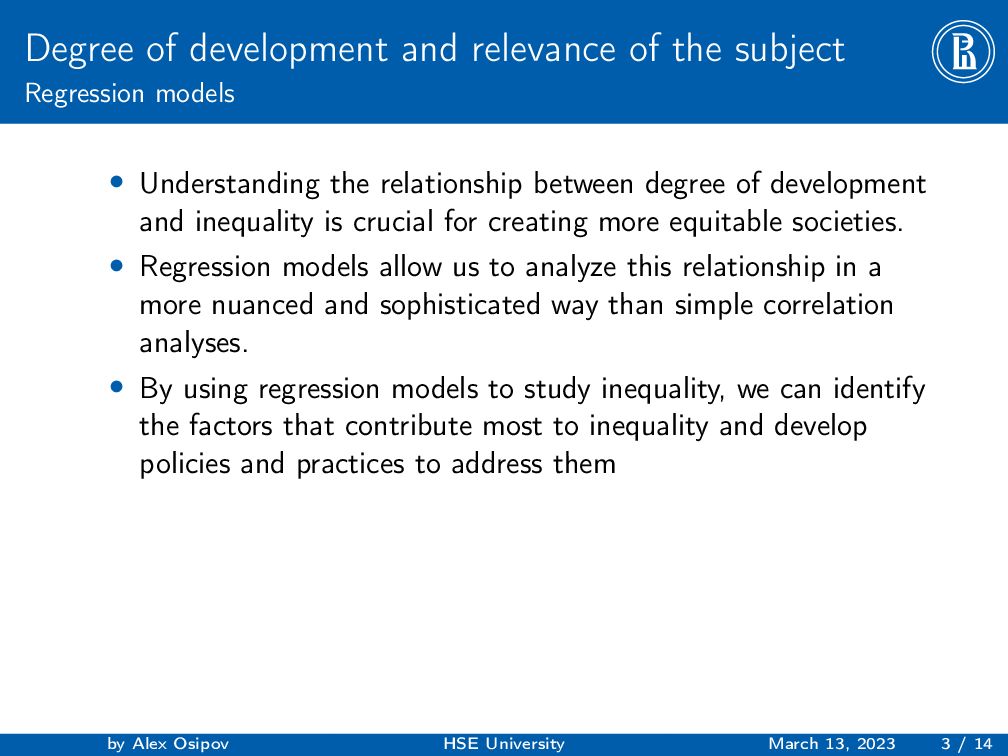 Degree of development and relevance of the subject
Regression models
• Understanding the relationship between degree of development
and inequality is crucial for creating more equitable societies.
• Regression models allow us to analyze this relationship in a
more nuanced and sophisticated way than simple correlation
analyses.
• By using regression models to study inequality, we can identify
the factors that contribute most to inequality and develop
policies and practices to address them
by Alex Osipov HSE University March 13, 2023 3 / 14